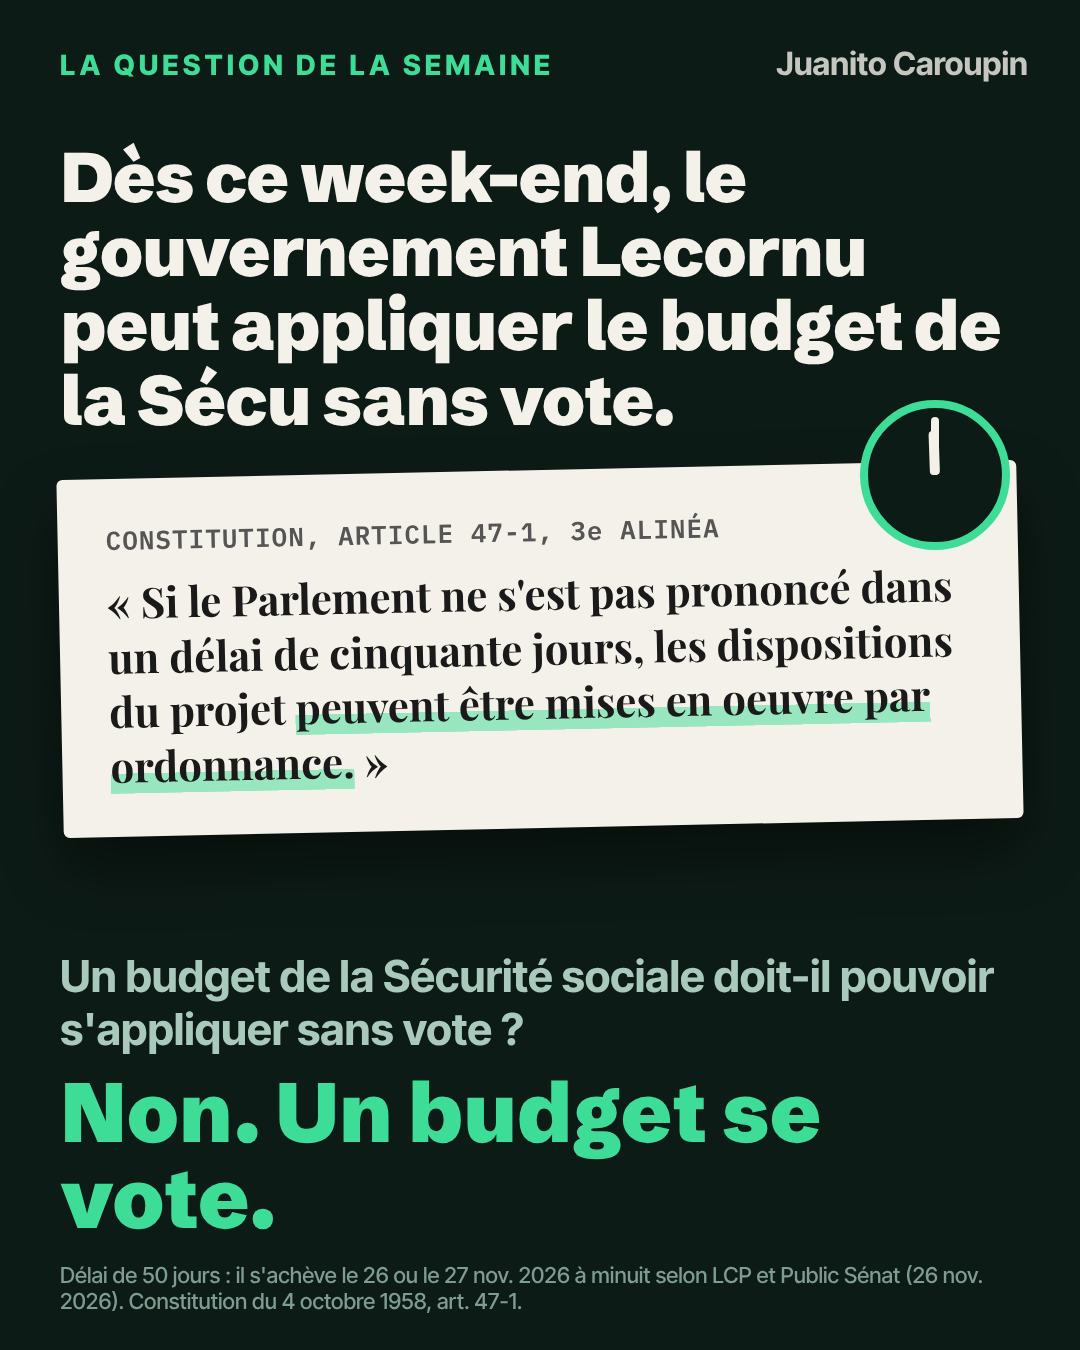 LA QUESTION DE LA SEMAINE
Juanito Caroupin
Dès ce week-end, le
gouvernement Lecornu
peut appliquer le budget de
la Sécu sans vote.
CONSTITUTION, ARTICLE 47-1, 3e ALINÉA
« Si le Parlement ne s'est pas prononcé dans
un délai de cinquante jours, les dispositions
du projet peuvent être mises en oeuvre par
ordonnance. »
Un budget de la Sécurité sociale doit-il pouvoir
s'appliquer sans vote ?
Non. Un budget se
vote.
Délai de 50 jours : il s'achève le 26 ou le 27 nov. 2026 à minuit selon LCP et Public Sénat (26 nov.
2026). Constitution du 4 octobre 1958, art. 47-1.